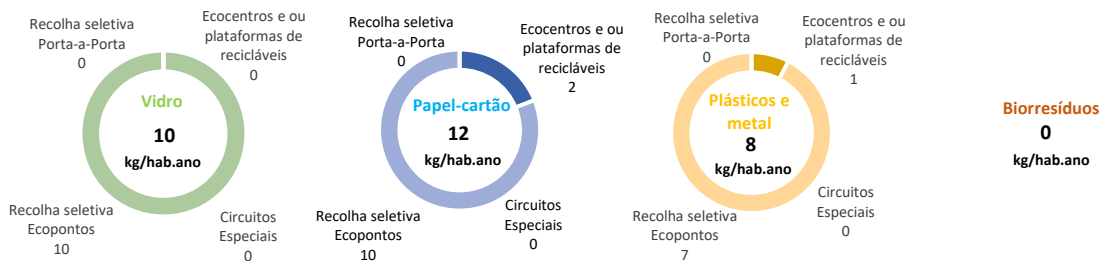 Recolha seletiva
Porta-a-Porta
0
Ecocentros e ou
plataformas de
recicláveis
0
Vidro
10
kg/hab.ano
Recolha seletiva
Ecopontos
10
Circuitos
Especiais
0
Recolha seletiva
Porta-a-Porta
0
Ecocentros e ou
plataformas de
recicláveis
2
Papel-cartão
12
kg/hab.ano
Recolha seletiva
Ecopontos
10
Circuitos
Especiais
0
Recolha seletiva
Porta-a-Porta
0
Ecocentros e ou
plataformas de
recicláveis
1
Plásticos e
metal
8
kg/hab.ano
Recolha seletiva
Ecopontos
7
Circuitos
Especiais
0
Biorresíduos
0
kg/hab.ano